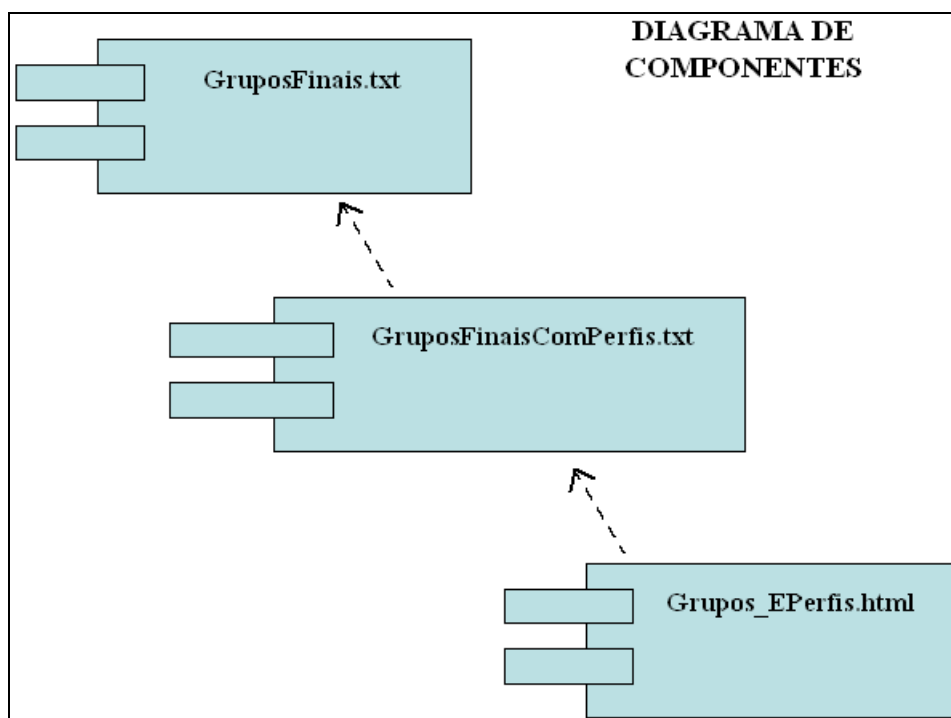 DIAGRAMA DE
COMPONENTES
GruposFinais.txt
GruposFinaisComPerfis.txt
Grupos_EPerfis.html